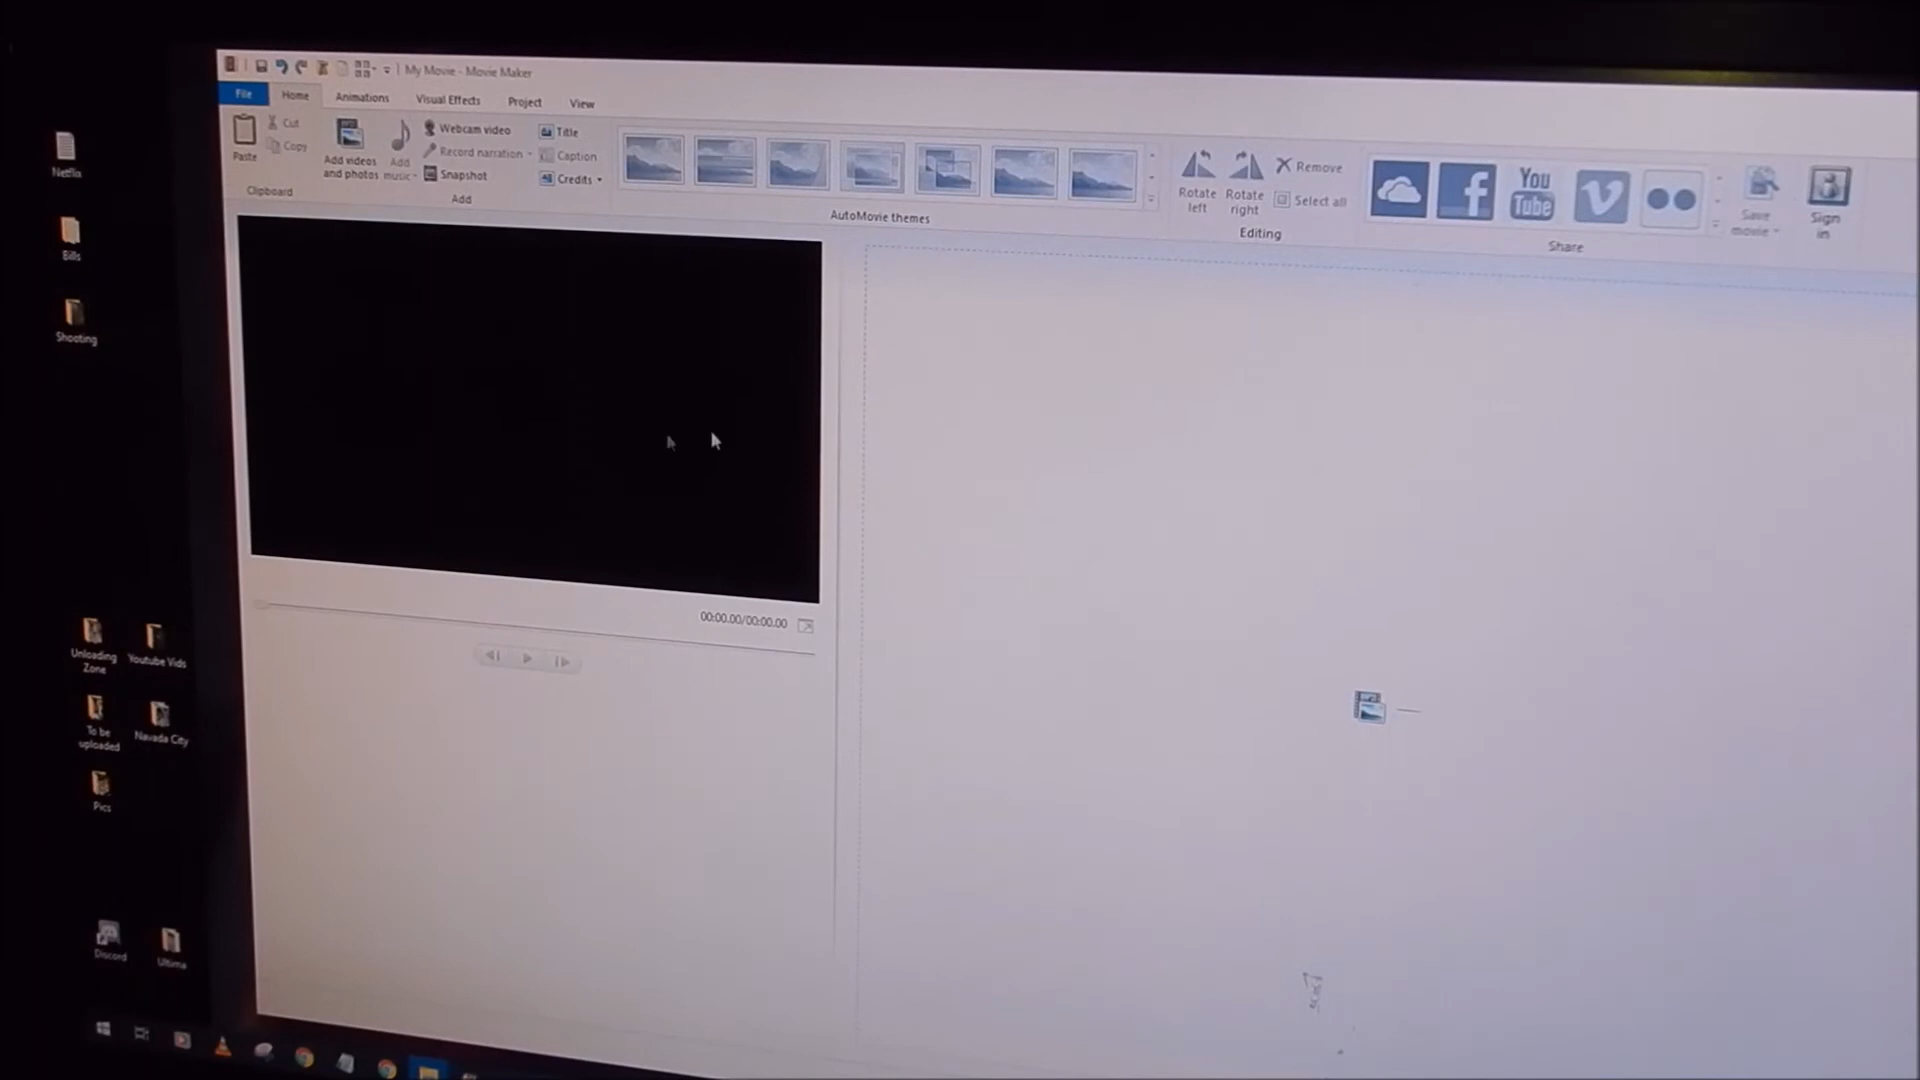 My Movie - Movie Maker
File
Home
Animations
Visual Effects
Project
View
Paste
Cut
Copy
Clipboard
Add videos
and photos
Add
music
Webcam video
Record narration
Snapshot
Title
Caption
Credits
Add
AutoMovie themes
Rotate
left
Rotate
right
Remove
Select all
Editing
You
Tube
Share
Save
movie
Sign
in
00:00.00/00:00.00
Netflix
Bills
Shooting
Unloading
Zone
Youtube Vids
To be
uploaded
Navada City
Pics
Discord
Ultima